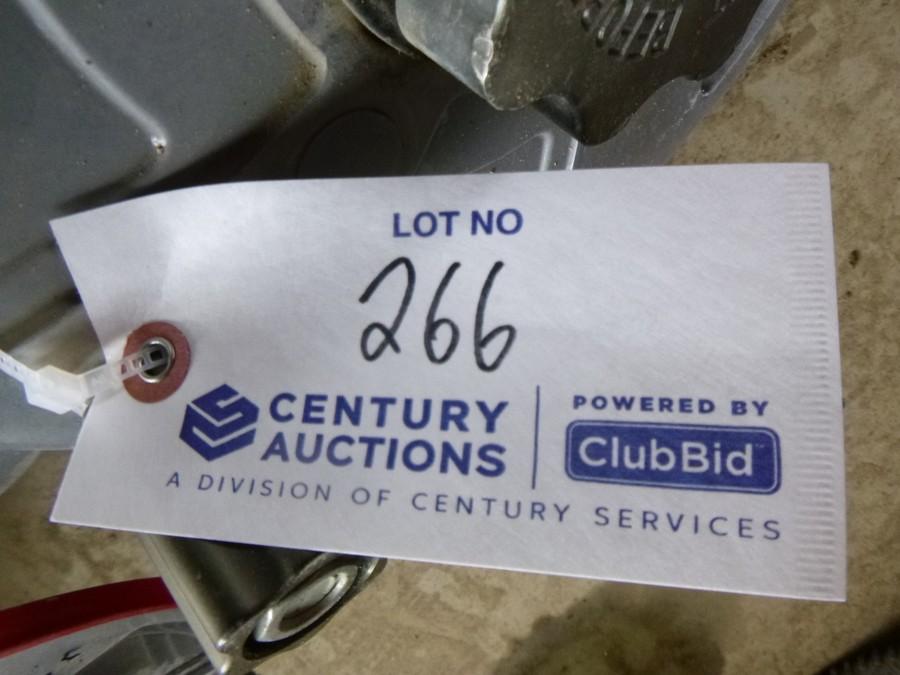 LOT NO
266
CENTURY AUCTIONS
POWERED BY
ClubBid
A DIVISION OF CENTURY SERVICES